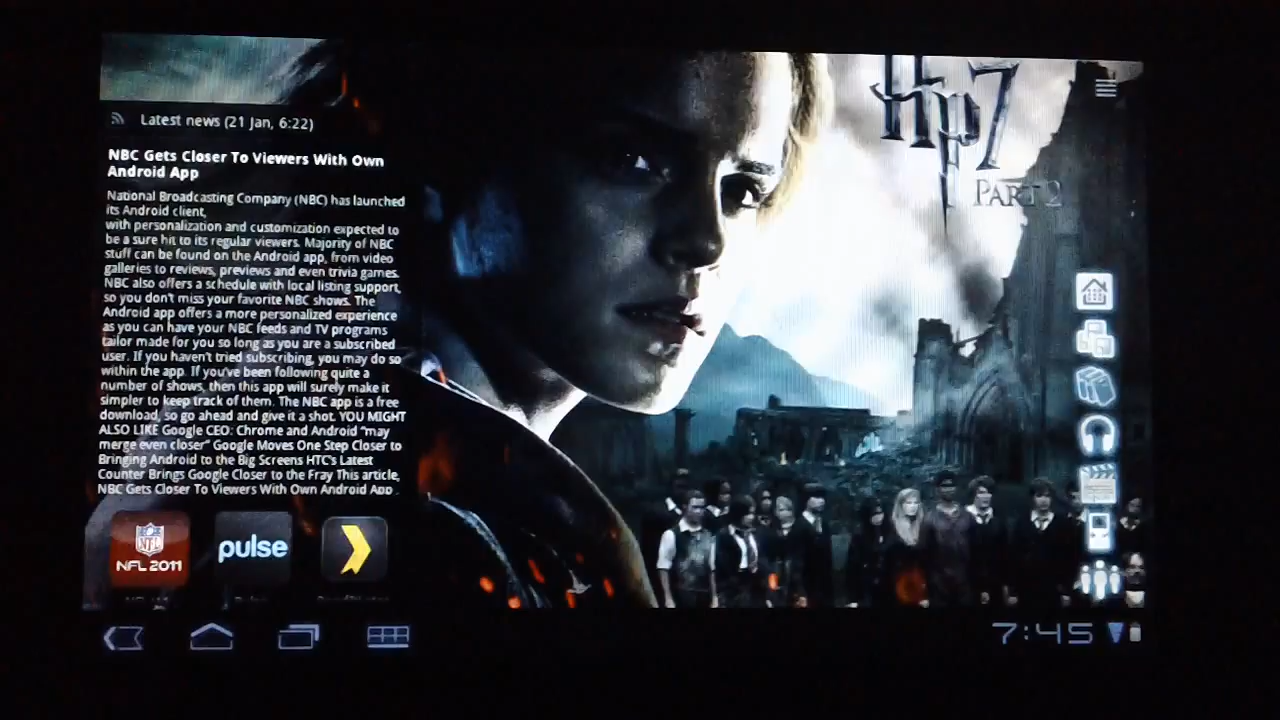 Latest news (21 Jan, 6:22)
NBC Gets Closer To Viewers With Own
Android App
National Broadcasting Company (NBC) has launched
its Android client,
with personalization and customization expected to
be a sure hit to its regular viewers. Majority of NBC
stuff can be found on the Android app, from video
galleries to reviews, previews and even trivia games.
NBC also offers a schedule with local listing support,
so you don't miss your favorite NBC shows. The
Android app offers a more personalized experience
as you can have your NBC feeds and TV programs
tailor made for you so long as you are a subscribed
user. If you haven't tried subscribing, you may do so
within the app. If you've been following quite a
number of shows, then this app will surely make it
simpler to keep track of them. The NBC app is a free
download, so go ahead and give it a shot. YOU MIGHT
ALSO LIKE Google CEO: Chrome and Android "may
merge even closer" Google Moves One Step Closer to
Bringing Android to the Big Screens HTC's Latest
Counter Brings Google Closer to the Fray This article,
NBC Gets Closer To Viewers With Own Android App ,
HP7
PART 2
NFL
NFL 2011
pulse
7:45